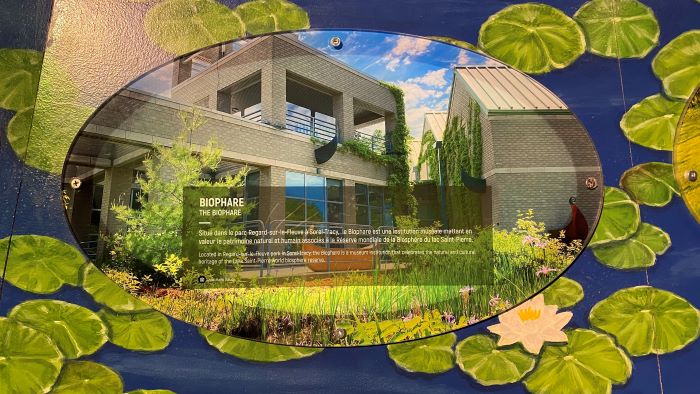 BIOPHARE
THE BIOPHARE
Situé dans le parc Regard-sur-le-Fleuve à Sorel-Tracy, le Biophare est une institution muséale mettant en
valeur le patrimoine naturel et humain associés à la Réserve mondiale de la Biosphère du lac Saint-Pierre.
Located in Regard-sur-le-Fleuve park in Sorel-Tracy, the Biophare is a museum institution that celebrates the natural and cultural
heritage of the Lake Saint-Pierre world biosphere reserve.